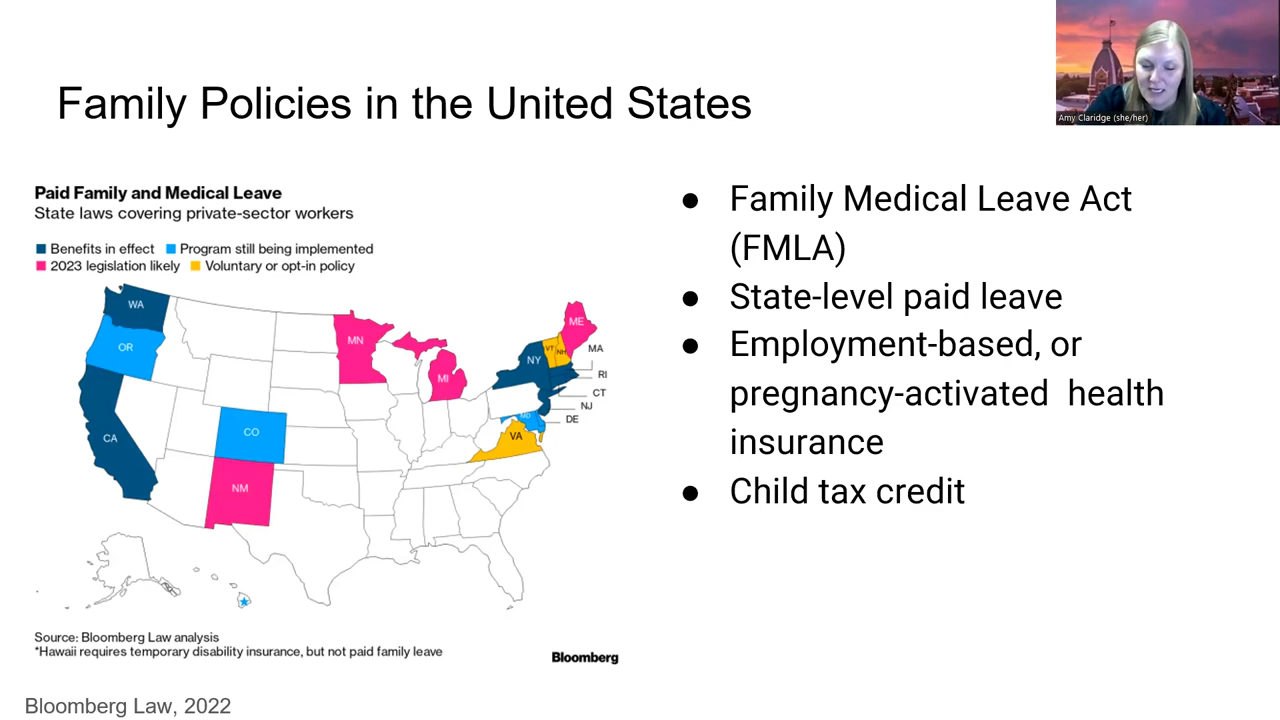 Amy Claridge (she/her)
Family Policies in the United States
Paid Family and Medical Leave
State laws covering private-sector workers
Benefits in effect Program still being implemented
2023 legislation likely Voluntary or opt-in policy
WA
OR
CA
CO
NM
MN
MI
NY
VT
NH
ME
MA
RI
CT
NJ
DE
MD
VA
Source: Bloomberg Law analysis
*Hawaii requires temporary disability insurance, but not paid family leave
Bloomberg
● Family Medical Leave Act
(FMLA)
● State-level paid leave
● Employment-based, or
pregnancy-activated health
insurance
● Child tax credit
Bloomberg Law, 2022